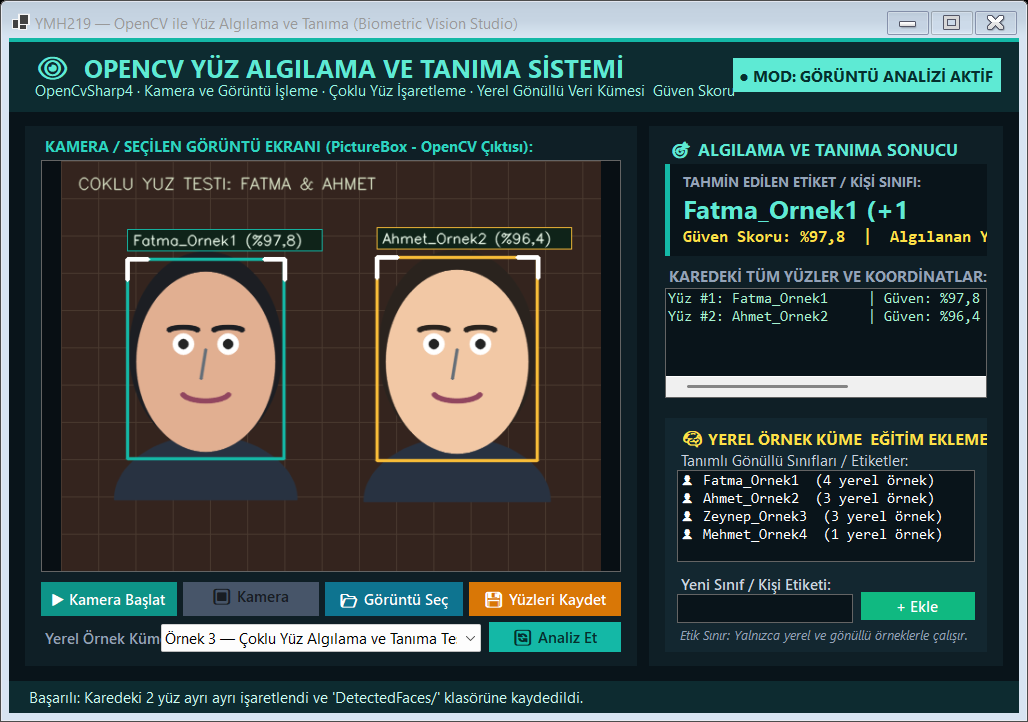 YMH219 — OpenCV ile Yüz Algılama ve Tanıma (Biometric Vision Studio)
OPENCV YÜZ ALGILAMA VE TANIMA SİSTEMİ
OpenCvSharp4 · Kamera ve Görüntü İşleme · Çoklu Yüz İşaretleme · Yerel Gönüllü Veri Kümesi  Güven Skoru
● MOD: GÖRÜNTÜ ANALİZİ AKTİF
KAMERA / SEÇİLEN GÖRÜNTÜ EKRANI (PictureBox - OpenCV Çıktısı):
COKLU YUZ TESTI: FATMA & AHMET
Fatma_Ornek1 (%97,8)
Ahmet_Ornek2 (%96,4)
▶ Kamera Başlat
Kamera
Görüntü Seç
Yüzleri Kaydet
Yerel Örnek Küm
Örnek 3 — Çoklu Yüz Algılama ve Tanıma Te
Analiz Et
ALGILAMA VE TANIMA SONUCU
TAHMİN EDİLEN ETİKET / KİŞİ SINIFI:
Fatma_Ornek1 (+1
Güven Skoru: %97,8  |  Algılanan Y
KAREDEKİ TÜM YÜZLER VE KOORDİNATLAR:
Yüz #1: Fatma_Ornek1     | Güven: %97,8
Yüz #2: Ahmet_Ornek2     | Güven: %96,4
YEREL ÖRNEK KÜME  EĞİTİM EKLEME
Tanımlı Gönüllü Sınıfları / Etiketler:
Fatma_Ornek1  (4 yerel örnek)
Ahmet_Ornek2  (3 yerel örnek)
Zeynep_Ornek3  (3 yerel örnek)
Mehmet_Ornek4  (1 yerel örnek)
Yeni Sınıf / Kişi Etiketi:
+ Ekle
Etik Sınır: Yalnızca yerel ve gönüllü örneklerle çalışır.
Başarılı: Karedeki 2 yüz ayrı ayrı işaretlendi ve 'DetectedFaces/' klasörüne kaydedildi.